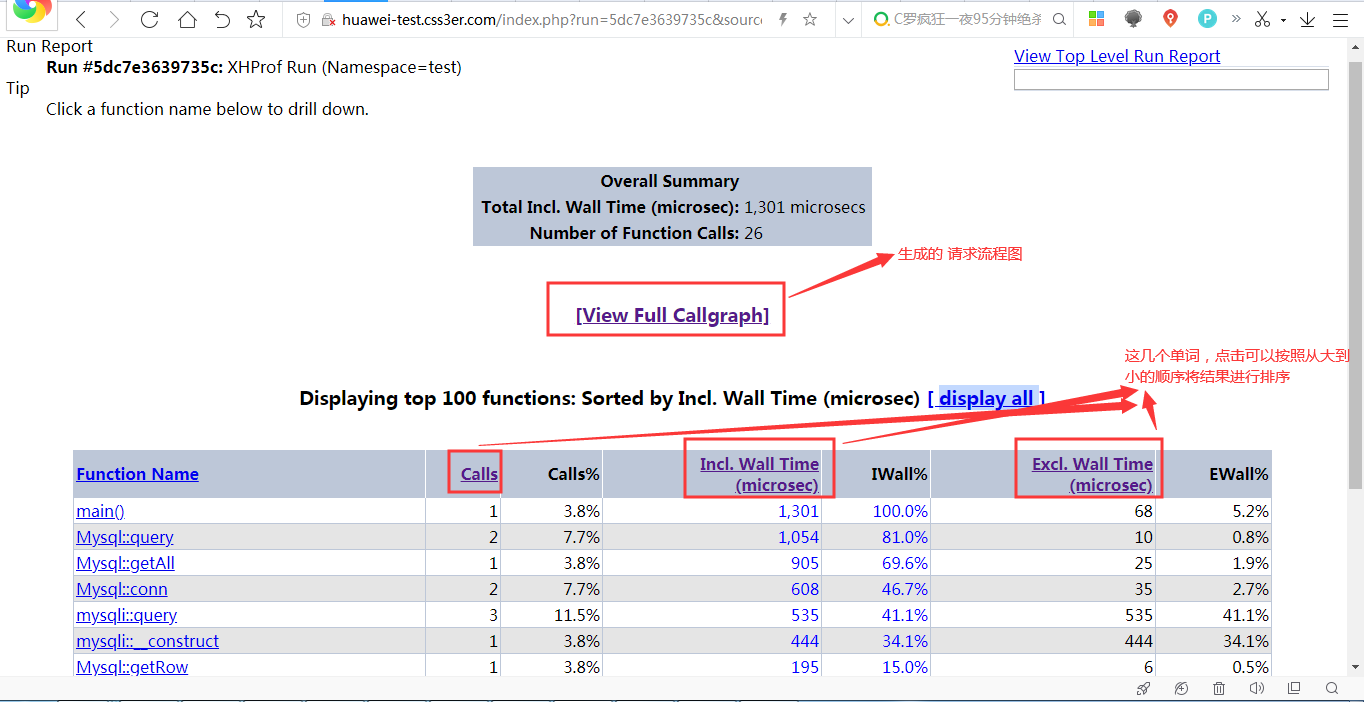 huawei-test.css3er.com/index.php?run=5dc7e3639735c&sourc
C罗疯狂一夜95分钟绝杀
Run Report
Run #5dc7e3639735c: XHProf Run (Namespace=test)
View Top Level Run Report
Tip
Click a function name below to drill down.
Overall Summary
Total Incl. Wall Time (microsec): 1,301 microsecs
Number of Function Calls: 26
生成的 请求流程图
[View Full Callgraph]
这几个单词，点击可以按照从大到
小的顺序将结果进行排序
Displaying top 100 functions: Sorted by Incl. Wall Time (microsec) [ display all ]
Function Name Calls Calls% Incl. Wall Time (microsec) IWall% Excl. Wall Time (microsec) EWall%
main() 1 3.8% 1,301 100.0% 68 5.2%
Mysql::query 2 7.7% 1,054 81.0% 10 0.8%
Mysql::getAll 1 3.8% 905 69.6% 25 1.9%
Mysql::conn 2 7.7% 608 46.7% 35 2.7%
mysqli::query 3 11.5% 535 41.1% 535 41.1%
mysqli::__construct 1 3.8% 444 34.1% 444 34.1%
Mysql::getRow 1 3.8% 195 15.0% 6 0.5%